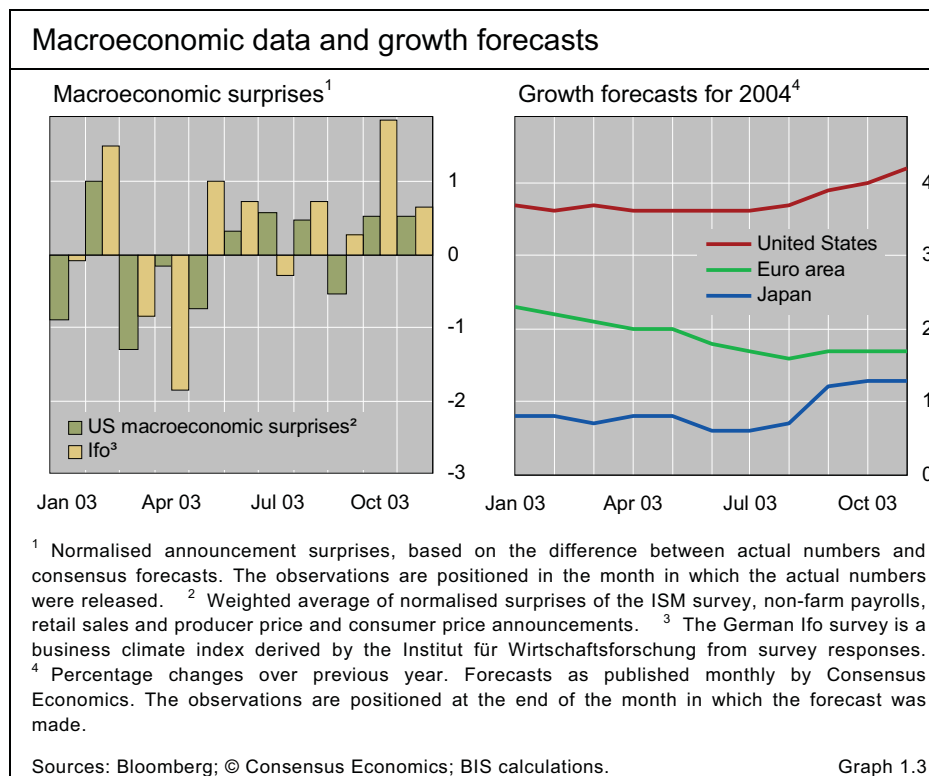 Macroeconomic data and growth forecasts
Macroeconomic surprises¹
1
0
-1
-2
-3
US macroeconomic surprises²
Ifo³
Jan 03 Apr 03 Jul 03 Oct 03
Growth forecasts for 2004⁴
4
3
2
1
0
United States
Euro area
Japan
Jan 03 Apr 03 Jul 03 Oct 03
¹ Normalised announcement surprises, based on the difference between actual numbers and
consensus forecasts. The observations are positioned in the month in which the actual numbers
were released. ² Weighted average of normalised surprises of the ISM survey, non-farm payrolls,
retail sales and producer price and consumer price announcements. ³ The German Ifo survey is a
business climate index derived by the Institut für Wirtschaftsforschung from survey responses.
⁴ Percentage changes over previous year. Forecasts as published monthly by Consensus
Economics. The observations are positioned at the end of the month in which the forecast was
made.
Sources: Bloomberg; © Consensus Economics; BIS calculations. Graph 1.3